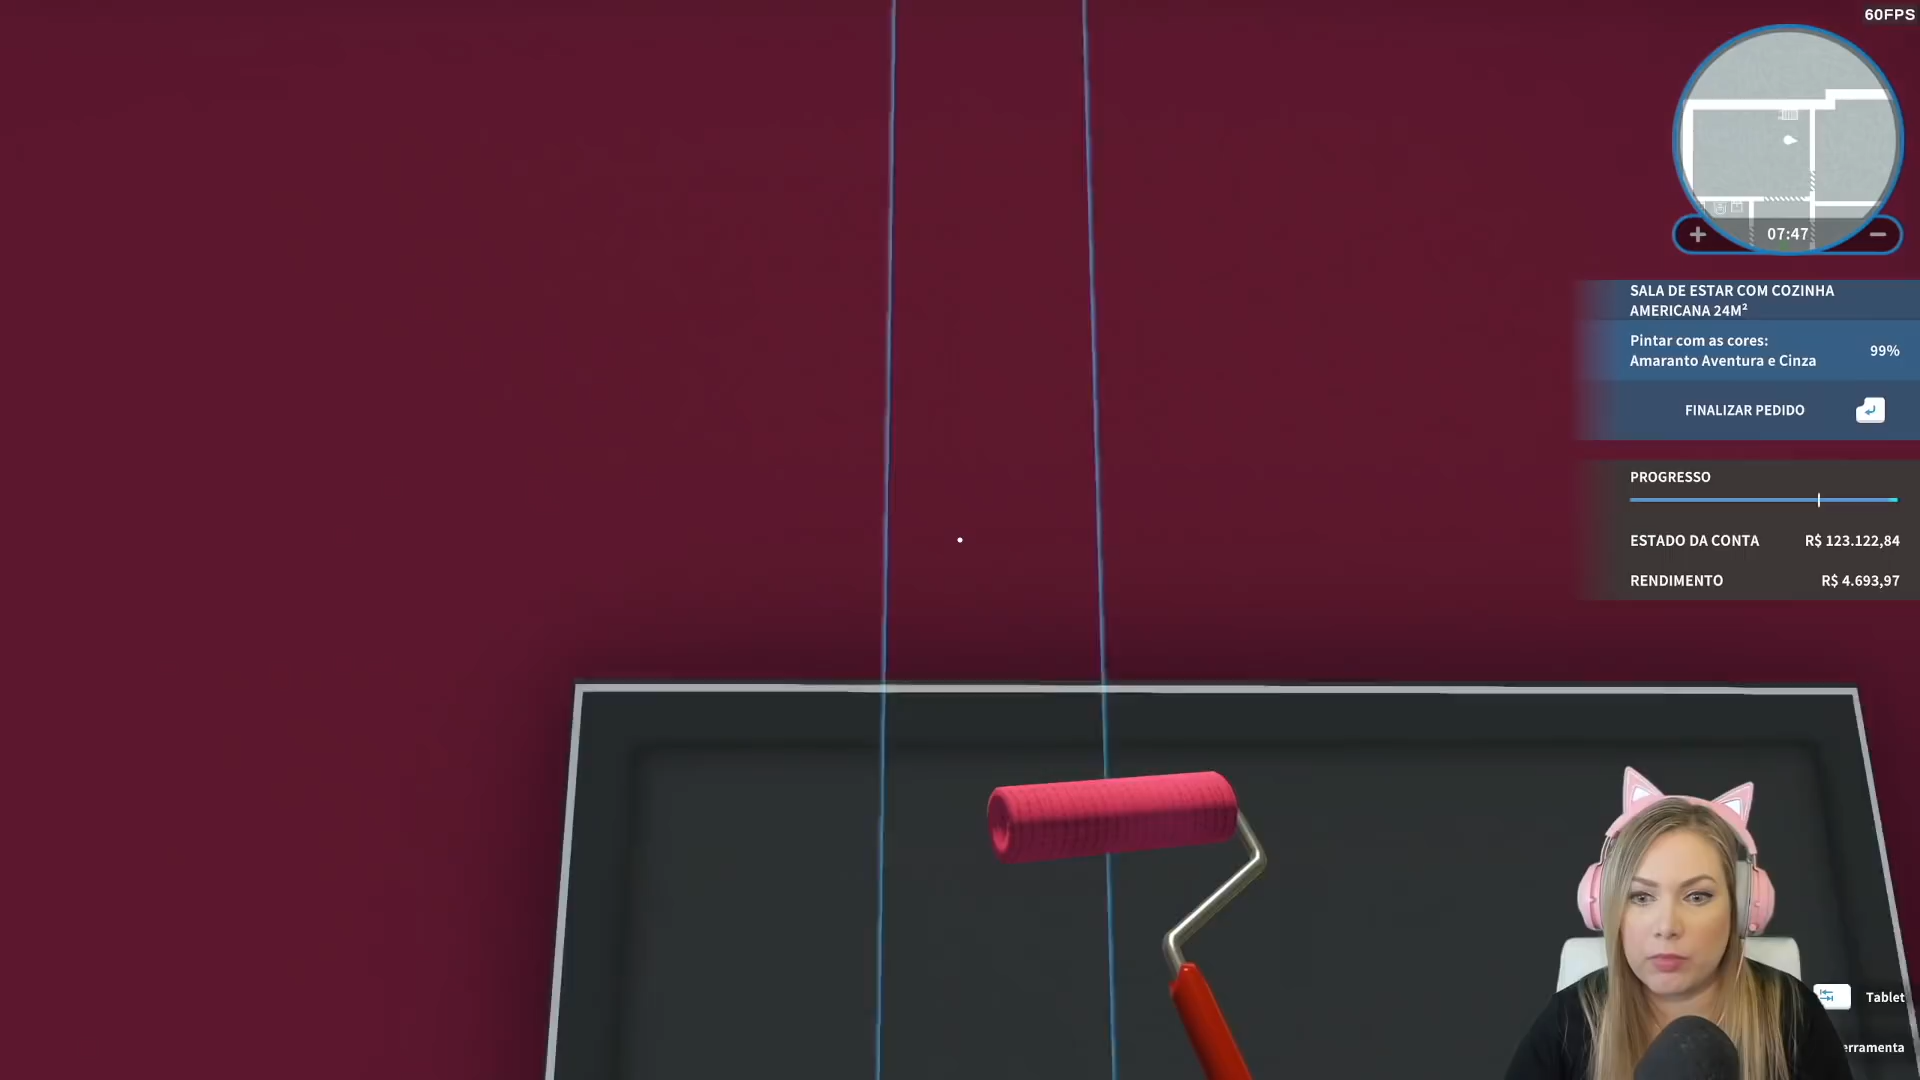 60FPS
07:47
SALA DE ESTAR COM COZINHA
AMERICANA 24M²
Pintar com as cores:
Amaranto Aventura e Cinza
99%
FINALIZAR PEDIDO
PROGRESSO
ESTADO DA CONTA R$ 123.122,84
RENDIMENTO R$ 4.693,97
Tablet
erramenta